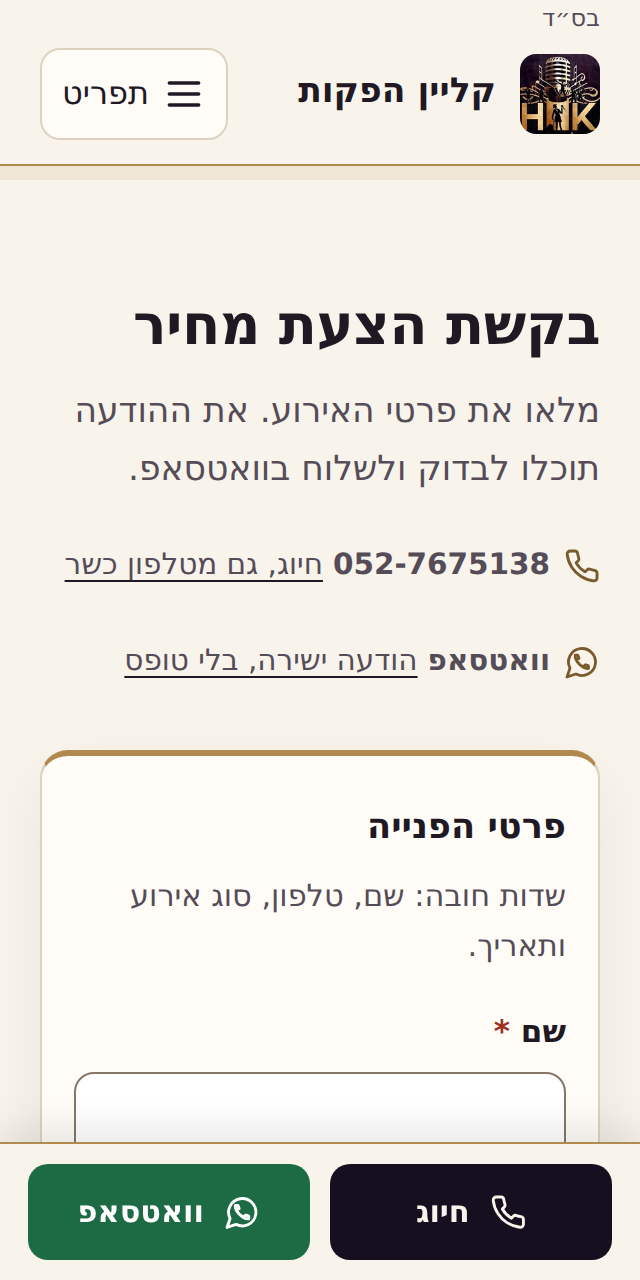 בס״ד
קליין הפקות
H K
תפריט
בקשת הצעת מחיר
מלאו את פרטי האירוע. את ההודעה
תוכלו לבדוק ולשלוח בוואטסאפ.
052-7675138 חיוג, גם מטלפון כשר
וואטסאפ הודעה ישירה, בלי טופס
פרטי הפנייה
שדות חובה: שם, טלפון, סוג אירוע
ותאריך.
שם *
חיוג
וואטסאפ